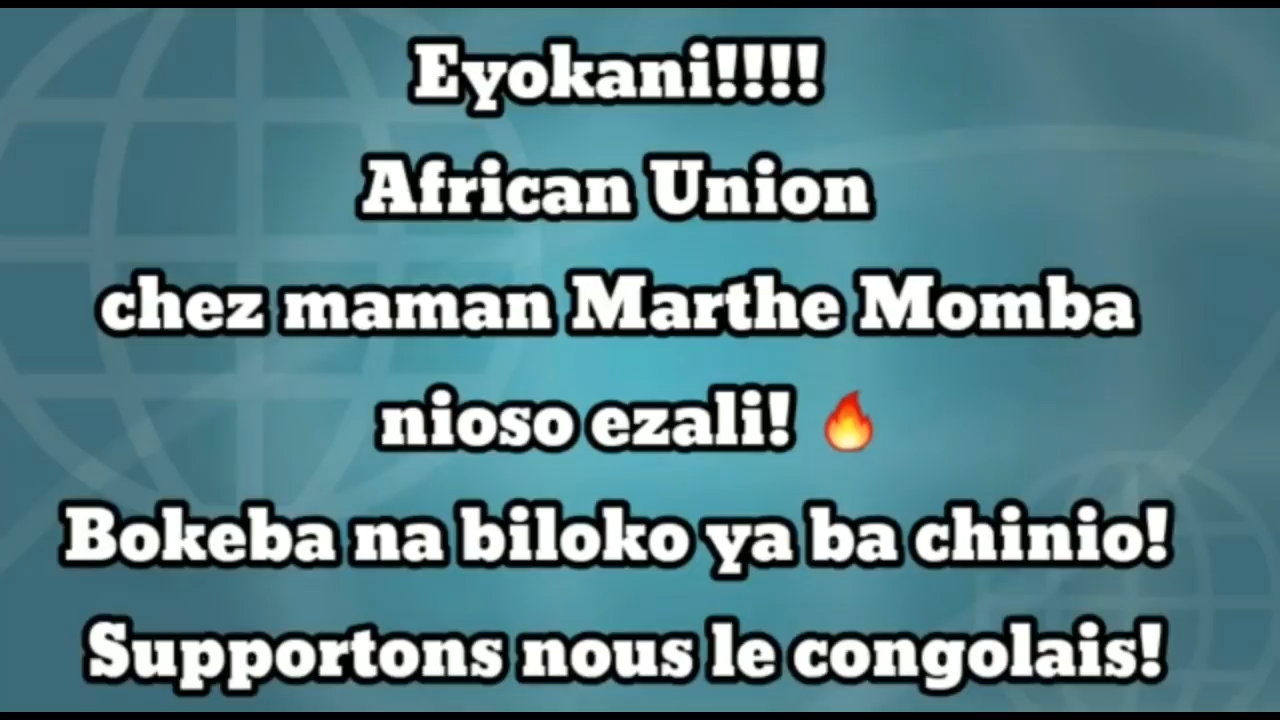 Eyokani!!!!
African Union
chez maman Marthe Momba
nioso ezali! 🔥
Bokeba na biloko ya ba chinio!
Supportons nous le congolais!